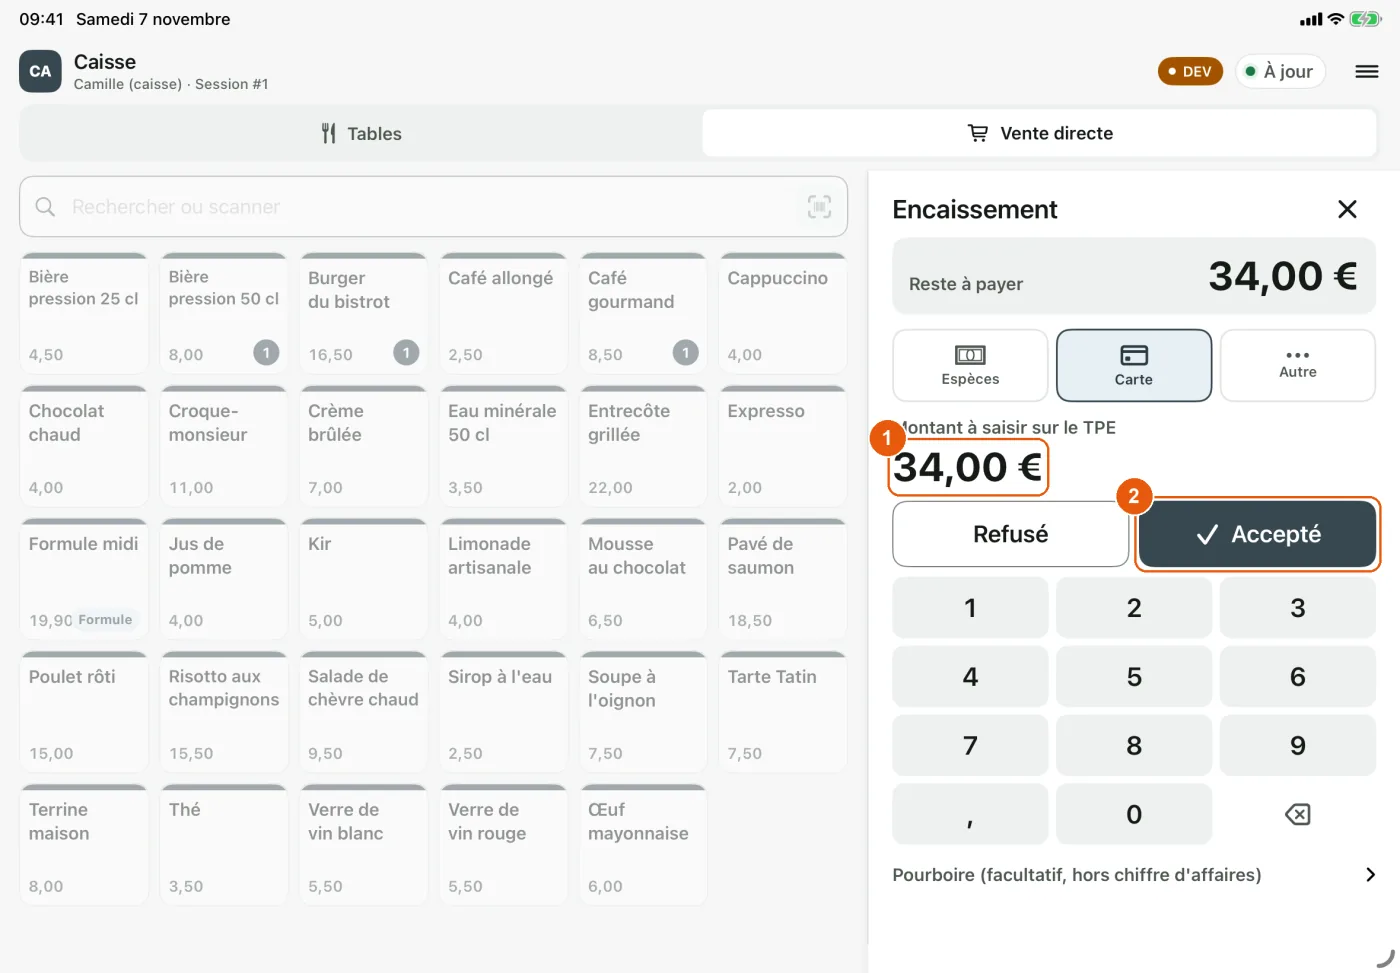 09:41 Samedi 7 novembre
CA
Caisse
Camille (caisse) · Session #1
DEV
À jour
Tables
Vente directe
Rechercher ou scanner
Bière
pression 25 cl
4,50
Bière
pression 50 cl
8,00
1
Burger
du bistrot
16,50
1
Café allongé
2,50
Café
gourmand
8,50
1
Cappuccino
4,00
Chocolat
chaud
4,00
Croque-
monsieur
11,00
Crème
brûlée
7,00
Eau minérale
50 cl
3,50
Entrecôte
grillée
22,00
Expresso
2,00
Formule midi
19,90 Formule
Jus de
pomme
4,00
Kir
5,00
Limonade
artisanale
4,00
Mousse
au chocolat
6,50
Pavé de
saumon
18,50
Poulet rôti
15,00
Risotto aux
champignons
15,50
Salade de
chèvre chaud
9,50
Sirop à l'eau
2,50
Soupe à
l'oignon
7,50
Tarte Tatin
7,50
Terrine
maison
8,00
Thé
3,50
Verre de
vin blanc
5,50
Verre de
vin rouge
5,50
Œuf
mayonnaise
6,00
Encaissement
Reste à payer
34,00 €
Espèces
Carte
Autre
Montant à saisir sur le TPE
1
34,00 €
2
Refusé
Accepté
1 2 3
4 5 6
7 8 9
, 0
Pourboire (facultatif, hors chiffre d'affaires)